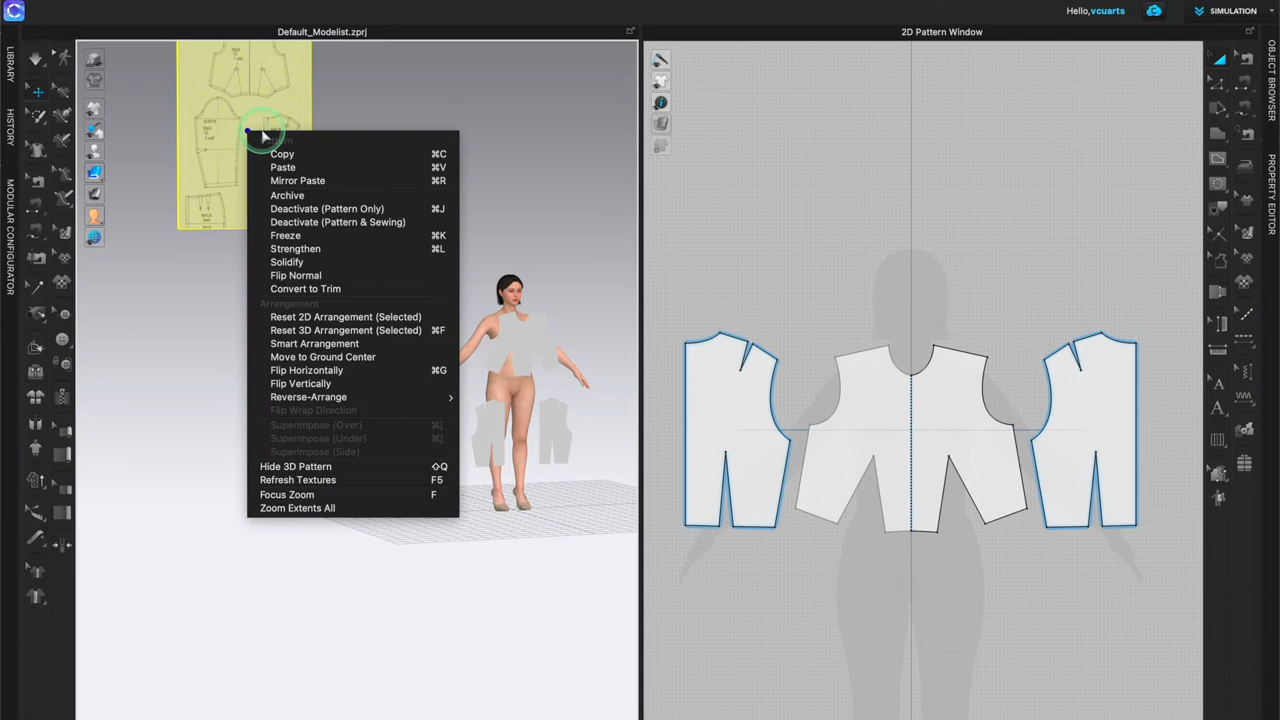 Hello,vcuarts
SIMULATION
Default_Modelist.zprj
2D Pattern Window
LIBRARY
HISTORY
MODULAR CONFIGURATOR
OBJECT BROWSER
PROPERTY EDITOR
Copy ⌘C
Paste ⌘V
Mirror Paste ⌘R
Archive
Deactivate (Pattern Only) ⌘J
Deactivate (Pattern & Sewing)
Freeze ⌘K
Strengthen ⌘L
Solidify
Flip Normal
Convert to Trim
Arrangement
Reset 2D Arrangement (Selected)
Reset 3D Arrangement (Selected) ⌘F
Smart Arrangement
Move to Ground Center
Flip Horizontally ⌘G
Flip Vertically
Reverse-Arrange
Flip Wrap Direction
Superimpose (Over) ⌘[
Superimpose (Under) ⌘]
Superimpose (Side)
Hide 3D Pattern ⇧Q
Refresh Textures F5
Focus Zoom F
Zoom Extents All